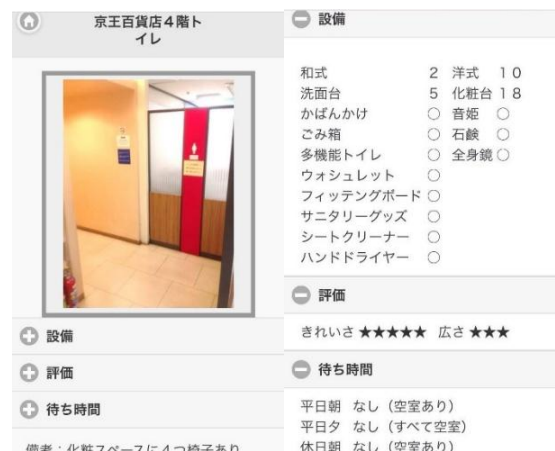 京王百貨店4階ト
イレ
設備
評価
待ち時間
備考：化粧スペースに4つ椅子あり
設備
和式 2 洋式 10
洗面台 5 化粧台 18
かばんかけ ○ 音姫 ○
ごみ箱 ○ 石鹸 ○
多機能トイレ ○ 全身鏡 ○
ウォシュレット ○
フィッテングボード ○
サニタリーグッズ ○
シートクリーナー ○
ハンドドライヤー ○
評価
きれいさ ★★★★★ 広さ ★★★
待ち時間
平日朝 なし（空室あり）
平日夕 なし（すべて空室）
休日朝 なし（空室あり）